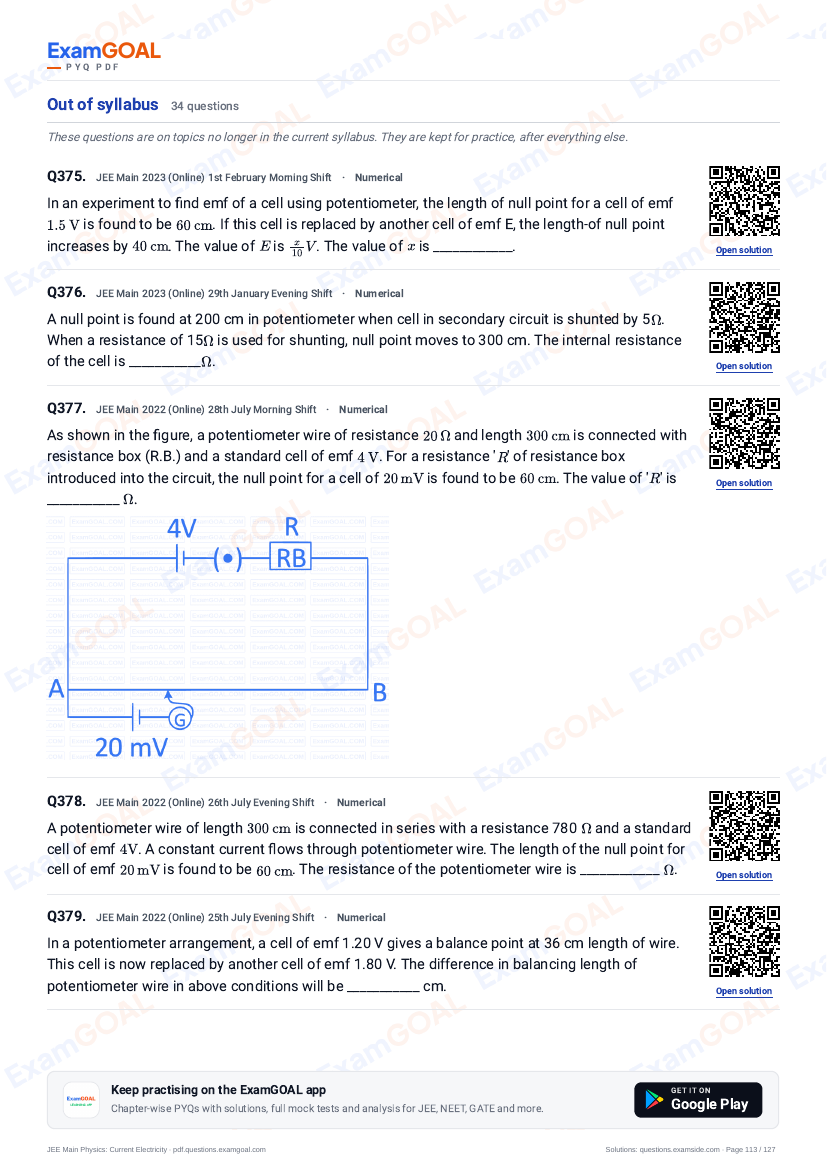 ExamGOAL
PYQ PDF
Out of syllabus 34 questions
These questions are on topics no longer in the current syllabus. They are kept for practice, after everything else.
Q375. JEE Main 2023 (Online) 1st February Morning Shift · Numerical
In an experiment to find emf of a cell using potentiometer, the length of null point for a cell of emf
1.5 V is found to be 60 cm. If this cell is replaced by another cell of emf E, the length-of null point
increases by 40 cm. The value of E is x/10 V. The value of x is ____________.
Open solution
Q376. JEE Main 2023 (Online) 29th January Evening Shift · Numerical
A null point is found at 200 cm in potentiometer when cell in secondary circuit is shunted by 5Ω.
When a resistance of 15Ω is used for shunting, null point moves to 300 cm. The internal resistance
of the cell is ___________Ω.
Open solution
Q377. JEE Main 2022 (Online) 28th July Morning Shift · Numerical
As shown in the figure, a potentiometer wire of resistance 20 Ω and length 300 cm is connected with
resistance box (R.B.) and a standard cell of emf 4 V. For a resistance 'R' of resistance box
introduced into the circuit, the null point for a cell of 20 mV is found to be 60 cm. The value of 'R' is
___________ Ω.
Open solution
4V R
(•) RB
A B
G
20 mV
Q378. JEE Main 2022 (Online) 26th July Evening Shift · Numerical
A potentiometer wire of length 300 cm is connected in series with a resistance 780 Ω and a standard
cell of emf 4V. A constant current flows through potentiometer wire. The length of the null point for
cell of emf 20 mV is found to be 60 cm. The resistance of the potentiometer wire is ____________ Ω.
Open solution
Q379. JEE Main 2022 (Online) 25th July Evening Shift · Numerical
In a potentiometer arrangement, a cell of emf 1.20 V gives a balance point at 36 cm length of wire.
This cell is now replaced by another cell of emf 1.80 V. The difference in balancing length of
potentiometer wire in above conditions will be ___________ cm.
Open solution
ExamGOAL
Keep practising on the ExamGOAL app
Chapter-wise PYQs with solutions, full mock tests and analysis for JEE, NEET, GATE and more.
GET IT ON
Google Play
JEE Main Physics: Current Electricity · pdf.questions.examgoal.com
Solutions: questions.examside.com · Page 113 / 127